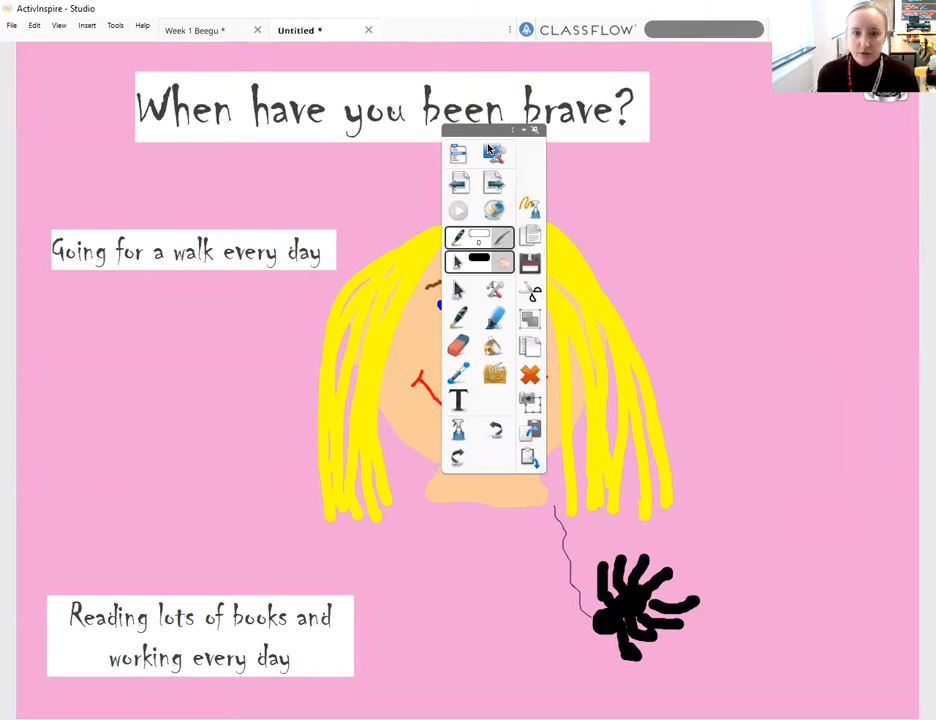 ActivInspire - Studio
File Edit View Insert Tools Help
Week 1 Beegu *
Untitled *
CLASSFLOW
When have you been brave?
Going for a walk every day
0
T
Reading lots of books and
working every day